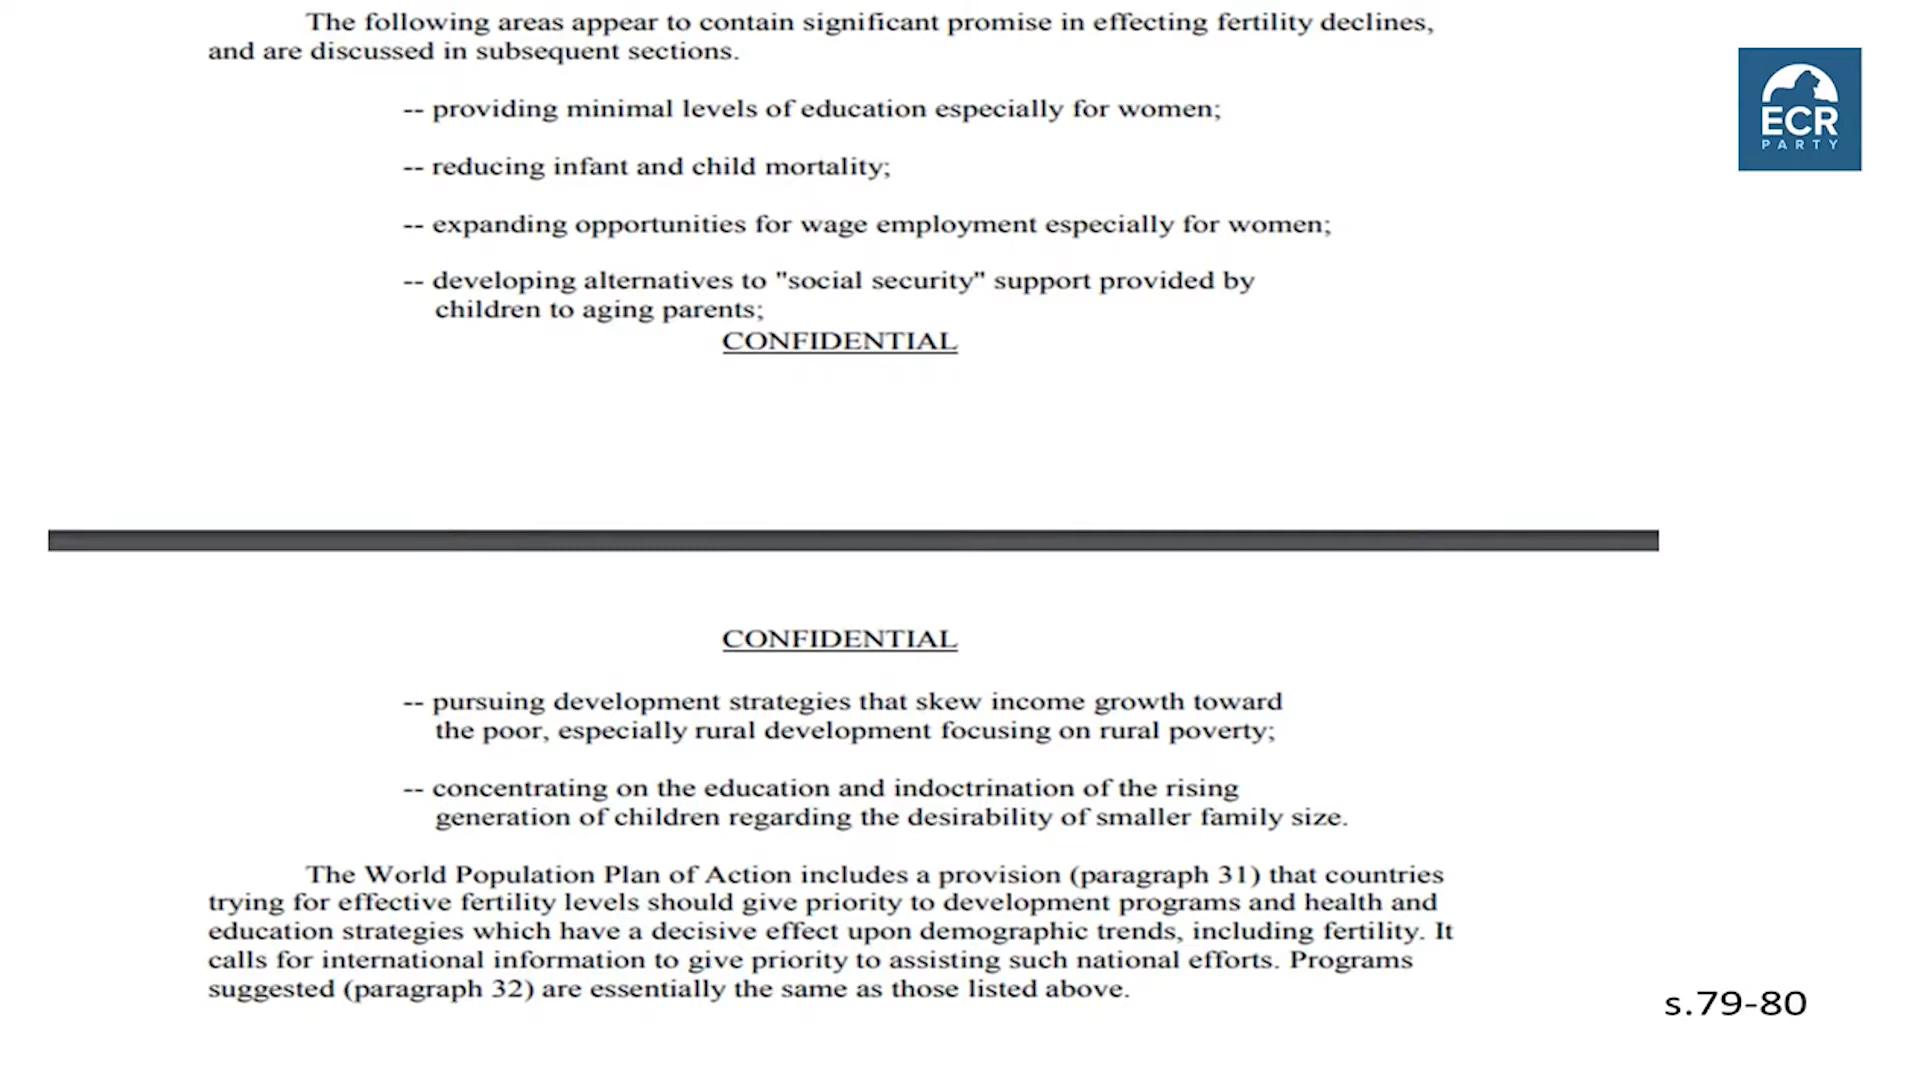 The following areas appear to contain significant promise in effecting fertility declines,
and are discussed in subsequent sections.
-- providing minimal levels of education especially for women;
-- reducing infant and child mortality;
-- expanding opportunities for wage employment especially for women;
-- developing alternatives to "social security" support provided by
children to aging parents;
CONFIDENTIAL
CONFIDENTIAL
-- pursuing development strategies that skew income growth toward
the poor, especially rural development focusing on rural poverty;
-- concentrating on the education and indoctrination of the rising
generation of children regarding the desirability of smaller family size.
The World Population Plan of Action includes a provision (paragraph 31) that countries
trying for effective fertility levels should give priority to development programs and health and
education strategies which have a decisive effect upon demographic trends, including fertility. It
calls for international information to give priority to assisting such national efforts. Programs
suggested (paragraph 32) are essentially the same as those listed above.
s.79-80
ECR
PARTY